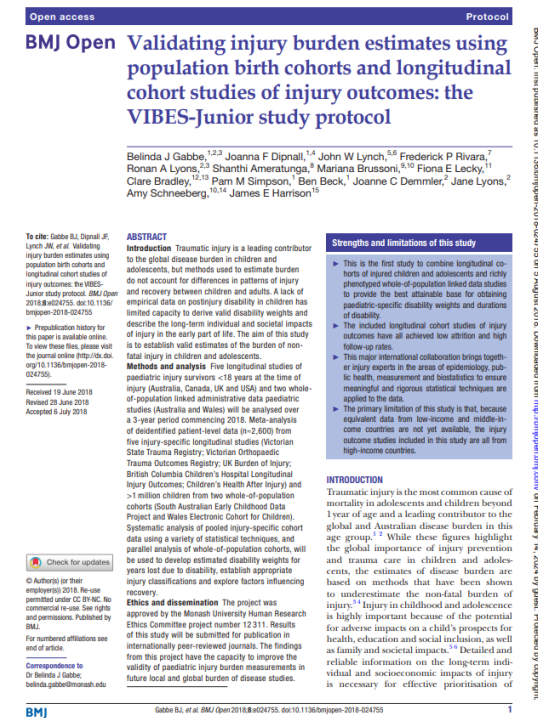 Open access
Protocol
BMJ Open
Validating injury burden estimates using
population birth cohorts and longitudinal
cohort studies of injury outcomes: the
VIBES-Junior study protocol
Belinda J Gabbe,1,2,3 Joanna F Dipnall,1,4 John W Lynch,5,6 Frederick P Rivara,7
Ronan A Lyons,2,3 Shanthi Ameratunga,8 Mariana Brussoni,9,10 Fiona E Lecky,11
Clare Bradley,12,13 Pam M Simpson,1 Ben Beck,1 Joanne C Demmler,2 Jane Lyons,2
Amy Schneeberg,10,14 James E Harrison15
To cite: Gabbe BJ, Dipnall JF,
Lynch JW, et al. Validating
injury burden estimates using
population birth cohorts and
longitudinal cohort studies of
injury outcomes: the VIBES-
Junior study protocol. BMJ Open
2018;8:e024755. doi:10.1136/
bmjopen-2018-024755
► Prepublication history for
this paper is available online.
To view these files, please visit
the journal online (http://dx.doi.
org/10.1136/bmjopen-2018-
024755).
Received 19 June 2018
Revised 28 June 2018
Accepted 6 July 2018
Check for updates
© Author(s) (or their
employer(s)) 2018. Re-use
permitted under CC BY-NC. No
commercial re-use. See rights
and permissions. Published by
BMJ.
For numbered affiliations see
end of article.
Correspondence to
Dr Belinda J Gabbe;
belinda.gabbe@monash.edu
ABSTRACT
Introduction Traumatic injury is a leading contributor
to the global disease burden in children and
adolescents, but methods used to estimate burden
do not account for differences in patterns of injury
and recovery between children and adults. A lack of
empirical data on postinjury disability in children has
limited capacity to derive valid disability weights and
describe the long-term individual and societal impacts
of injury in the early part of life. The aim of this study
is to establish valid estimates of the burden of non-
fatal injury in children and adolescents.
Methods and analysis Five longitudinal studies of
paediatric injury survivors <18 years at the time of
injury (Australia, Canada, UK and USA) and two whole-
of-population linked administrative data paediatric
studies (Australia and Wales) will be analysed over
a 3-year period commencing 2018. Meta-analysis
of deidentified patient-level data (n≈2,600) from
five injury-specific longitudinal studies (Victorian
State Trauma Registry; Victorian Orthopaedic
Trauma Outcomes Registry; UK Burden of Injury;
British Columbia Children's Hospital Longitudinal
Injury Outcomes; Children's Health After Injury) and
>1 million children from two whole-of-population
cohorts (South Australian Early Childhood Data
Project and Wales Electronic Cohort for Children).
Systematic analysis of pooled injury-specific cohort
data using a variety of statistical techniques, and
parallel analysis of whole-of-population cohorts, will
be used to develop estimated disability weights for
years lost due to disability, establish appropriate
injury classifications and explore factors influencing
recovery.
Ethics and dissemination The project was
approved by the Monash University Human Research
Ethics Committee project number 12 311. Results
of this study will be submitted for publication in
internationally peer-reviewed journals. The findings
from this project have the capacity to improve the
validity of paediatric injury burden measurements in
future local and global burden of disease studies.
Strengths and limitations of this study
► This is the first study to combine longitudinal co-
horts of injured children and adolescents and richly
phenotyped whole-of-population linked data studies
to provide the best attainable base for obtaining
paediatric-specific disability weights and durations
of disability.
► The included longitudinal cohort studies of injury
outcomes have all achieved low attrition and high
follow-up rates.
► This major international collaboration brings togeth-
er injury experts in the areas of epidemiology, pub-
lic health, measurement and biostatistics to ensure
meaningful and rigorous statistical techniques are
applied to the data.
► The primary limitation of this study is that, because
equivalent data from low-income and middle-in-
come countries are not yet available, the injury
outcome studies included in this study are all from
high-income countries.
INTRODUCTION
Traumatic injury is the most common cause of
mortality in adolescents and children beyond
1 year of age and a leading contributor to the
global and Australian disease burden in this
age group.1 2 While these figures highlight
the global importance of injury prevention
and trauma care in children and adoles-
cents, the estimates of disease burden are
based on methods that have been shown
to underestimate the non-fatal burden of
injury.3 4 Injury in childhood and adolescence
is highly important because of the potential
for adverse impacts on a child's prospects for
health, education and social inclusion, as well
as family and societal impacts.5 6 Detailed and
reliable information on the long-term indi-
vidual and socioeconomic impacts of injury
is necessary for effective prioritisation of
BMJ
Gabbe BJ, et al. BMJ Open 2018;8:e024755. doi:10.1136/bmjopen-2018-024755
1